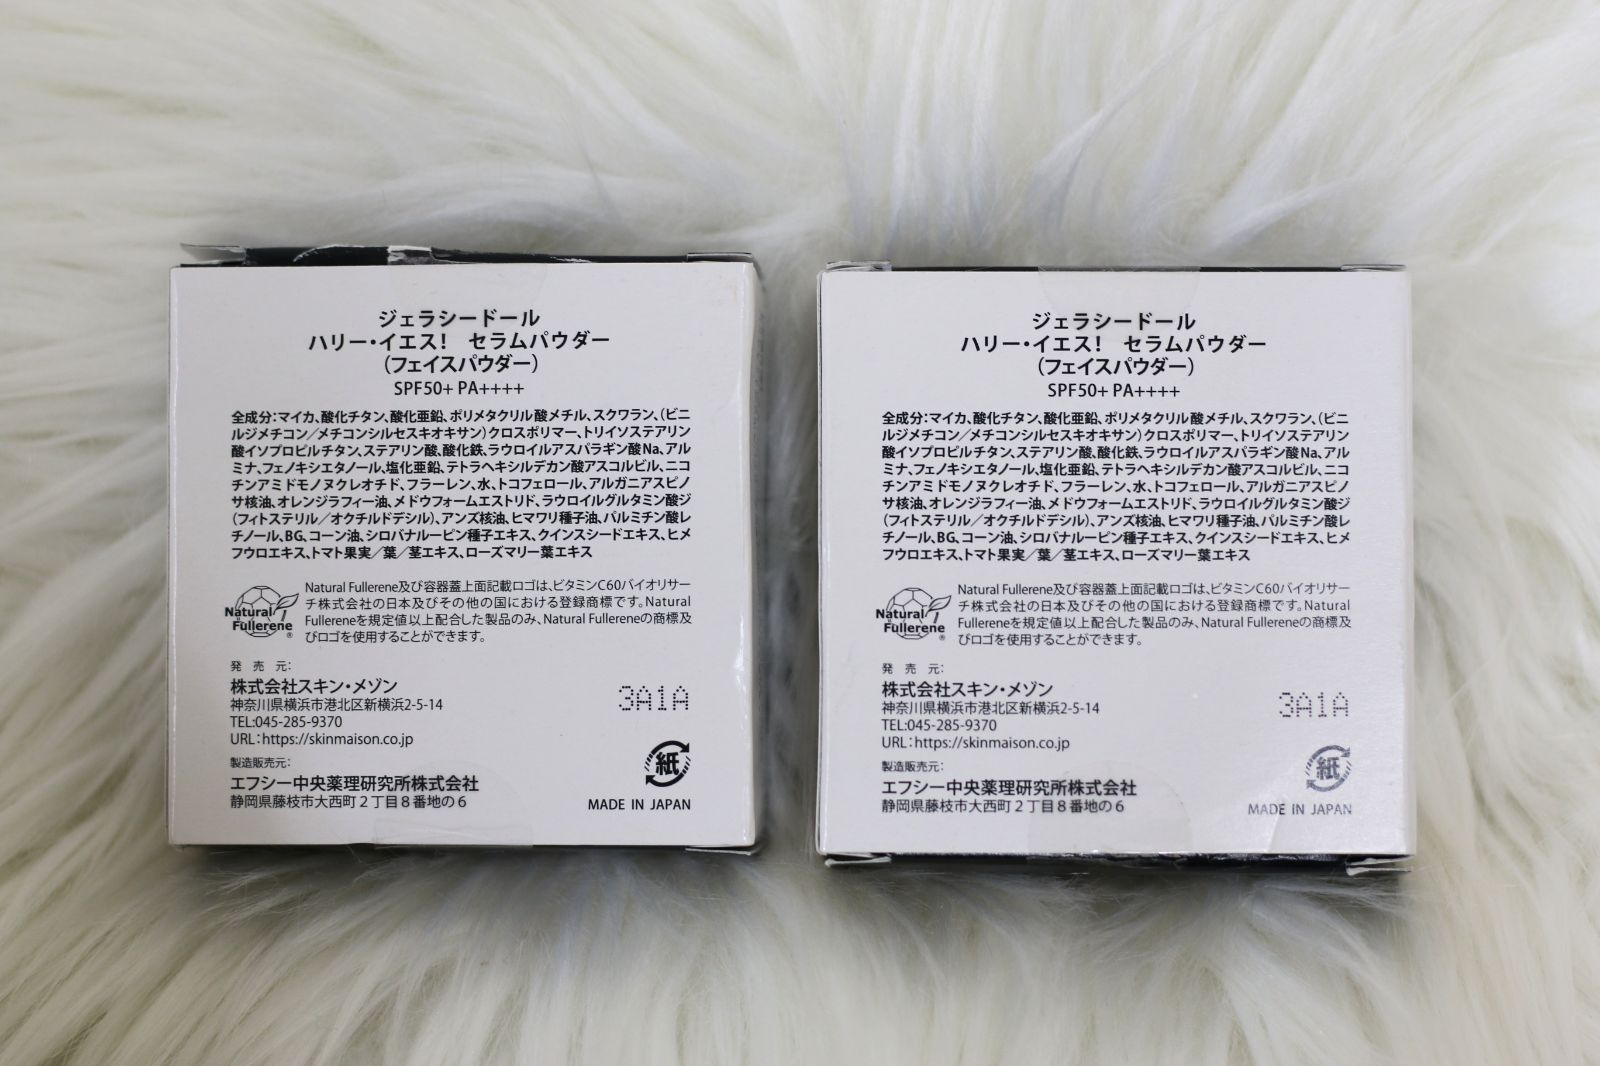 ジェラシードール
ハリー・イエス！ セラムパウダー
（フェイスパウダー）
SPF50+ PA++++
全成分：マイカ、酸化チタン、酸化亜鉛、ポリメタクリル酸メチル、スクワラン、（ビニ
ルジメチコン／メチコンシルセスキオキサン）クロスポリマー、トリイソステアリン
酸イソプロピルチタン、ステアリン酸、酸化鉄、ラウロイルアスパラギン酸Na、アル
ミナ、フェノキシエタノール、塩化亜鉛、テトラヘキシルデカン酸アスコルビル、ニコ
チンアミドモノヌクレオチド、フラーレン、水、トコフェロール、アルガニアスピノ
サ核油、オレンジラフィー油、メドウフォームエストリド、ラウロイルグルタミン酸ジ
（フィトステリル／オクチルドデシル）、アンズ核油、ヒマワリ種子油、パルミチン酸レ
チノール、BG、コーン油、シロバナルーピン種子エキス、クインスシードエキス、ヒメ
フウロエキス、トマト果実／葉／茎エキス、ローズマリー葉エキス
Natural
Fullerene
®
Natural Fullerene及び容器蓋上面記載ロゴは、ビタミンC60バイオリサー
チ株式会社の日本及びその他の国における登録商標です。Natural
Fullereneを規定値以上配合した製品のみ、Natural Fullereneの商標及
びロゴを使用することができます。
発 売 元：
株式会社スキン・メゾン
神奈川県横浜市港北区新横浜2-5-14
TEL:045-285-9370
URL：https://skinmaison.co.jp
製造販売元：
エフシー中央薬理研究所株式会社
静岡県藤枝市大西町２丁目８番地の６
3A1A
紙
MADE IN JAPAN
ジェラシードール
ハリー・イエス！ セラムパウダー
（フェイスパウダー）
SPF50+ PA++++
全成分：マイカ、酸化チタン、酸化亜鉛、ポリメタクリル酸メチル、スクワラン、（ビニ
ルジメチコン／メチコンシルセスキオキサン）クロスポリマー、トリイソステアリン
酸イソプロピルチタン、ステアリン酸、酸化鉄、ラウロイルアスパラギン酸Na、アル
ミナ、フェノキシエタノール、塩化亜鉛、テトラヘキシルデカン酸アスコルビル、ニコ
チンアミドモノヌクレオチド、フラーレン、水、トコフェロール、アルガニアスピノ
サ核油、オレンジラフィー油、メドウフォームエストリド、ラウロイルグルタミン酸ジ
（フィトステリル／オクチルドデシル）、アンズ核油、ヒマワリ種子油、パルミチン酸レ
チノール、BG、コーン油、シロバナルーピン種子エキス、クインスシードエキス、ヒメ
フウロエキス、トマト果実／葉／茎エキス、ローズマリー葉エキス
Natural
Fullerene
®
Natural Fullerene及び容器蓋上面記載ロゴは、ビタミンC60バイオリサー
チ株式会社の日本及びその他の国における登録商標です。Natural
Fullereneを規定値以上配合した製品のみ、Natural Fullereneの商標及
びロゴを使用することができます。
発 売 元：
株式会社スキン・メゾン
神奈川県横浜市港北区新横浜2-5-14
TEL:045-285-9370
URL：https://skinmaison.co.jp
製造販売元：
エフシー中央薬理研究所株式会社
静岡県藤枝市大西町２丁目８番地の６
3A1A
紙
MADE IN JAPAN